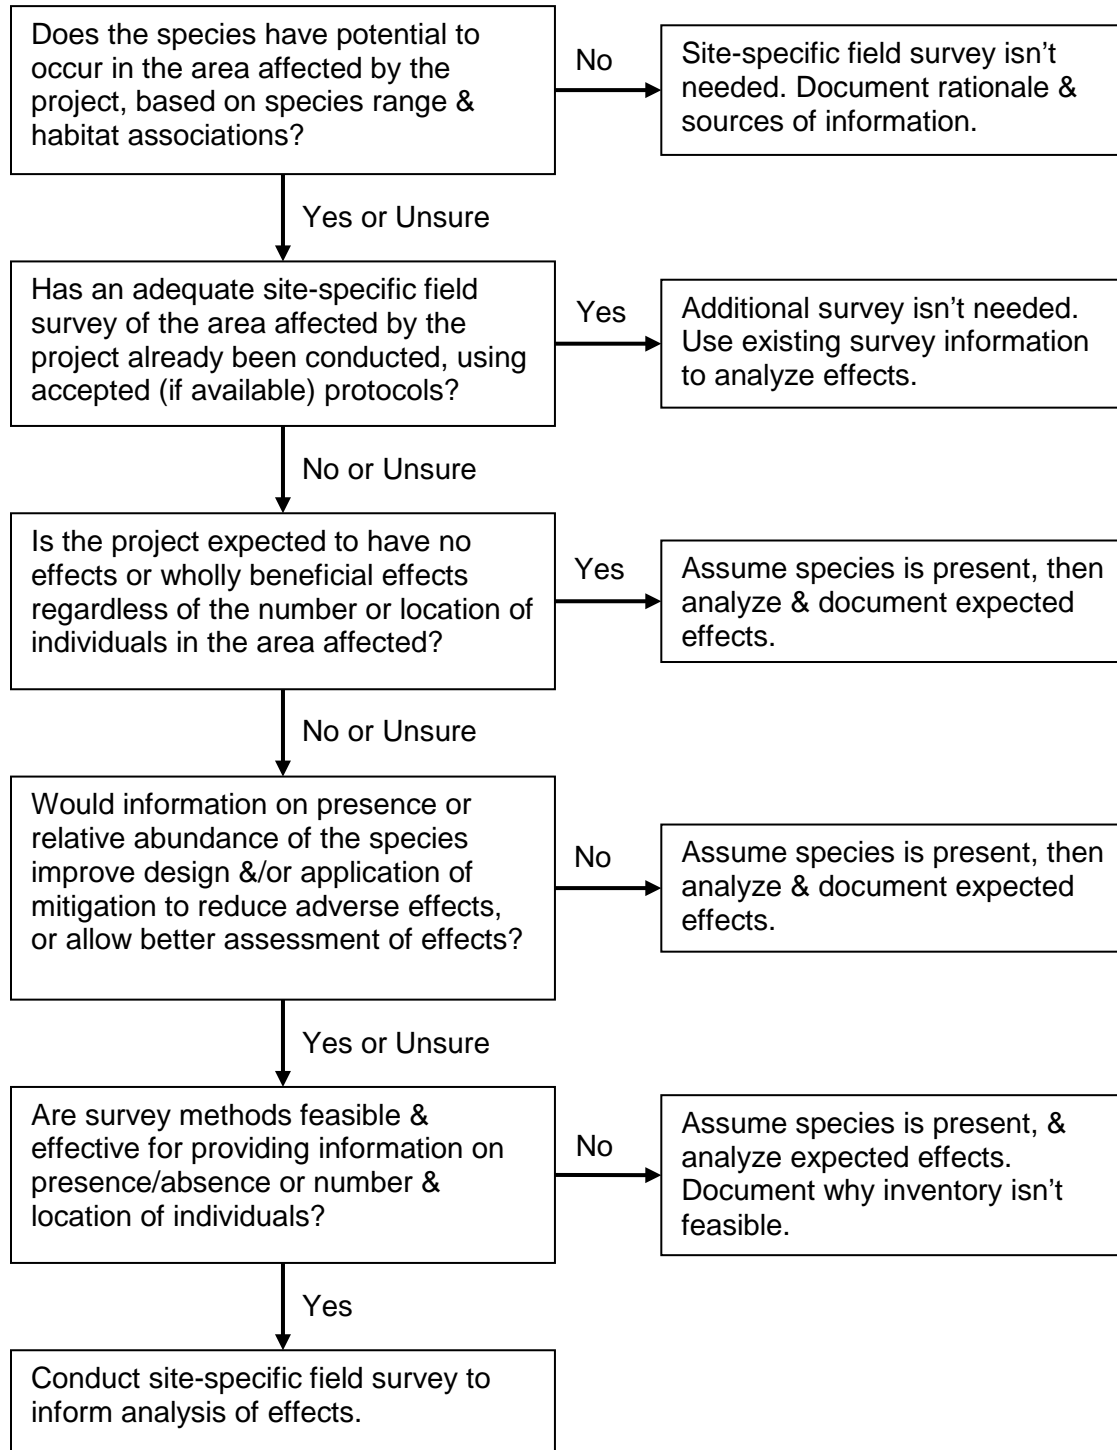 Does the species have potential to
occur in the area affected by the
project, based on species range &
habitat associations?
No
Site-specific field survey isn’t
needed. Document rationale &
sources of information.
Yes or Unsure
Has an adequate site-specific field
survey of the area affected by the
project already been conducted, using
accepted (if available) protocols?
Yes
Additional survey isn’t needed.
Use existing survey information
to analyze effects.
No or Unsure
Is the project expected to have no
effects or wholly beneficial effects
regardless of the number or location of
individuals in the area affected?
Yes
Assume species is present, then
analyze & document expected
effects.
No or Unsure
Would information on presence or
relative abundance of the species
improve design &/or application of
mitigation to reduce adverse effects,
or allow better assessment of effects?
No
Assume species is present, then
analyze & document expected
effects.
Yes or Unsure
Are survey methods feasible &
effective for providing information on
presence/absence or number &
location of individuals?
No
Assume species is present, &
analyze expected effects.
Document why inventory isn’t
feasible.
Yes
Conduct site-specific field survey to
inform analysis of effects.